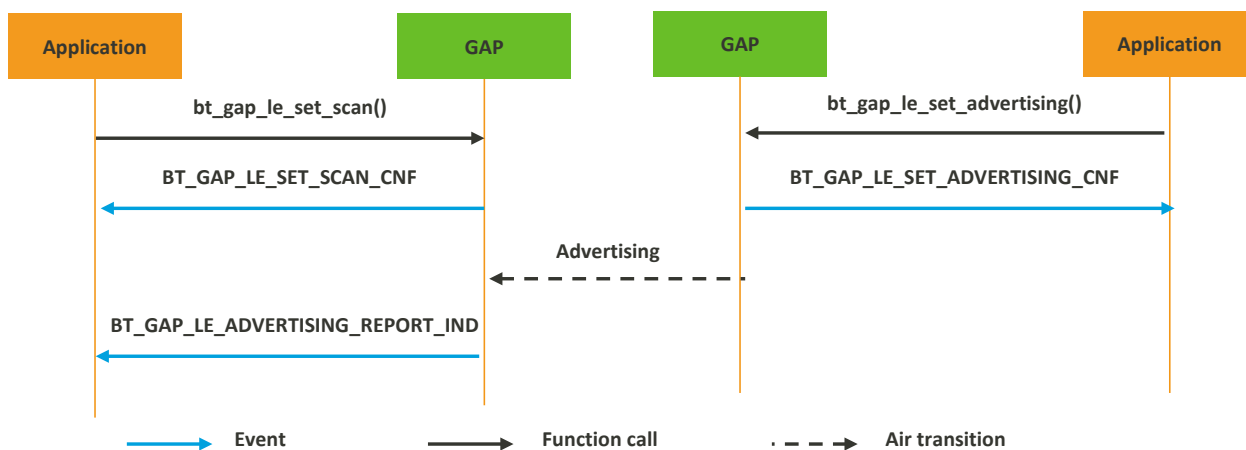 Application
GAP
GAP
Application
bt_gap_le_set_scan()
bt_gap_le_set_advertising()
BT_GAP_LE_SET_SCAN_CNF
BT_GAP_LE_SET_ADVERTISING_CNF
Advertising
BT_GAP_LE_ADVERTISING_REPORT_IND
Event
Function call
Air transition